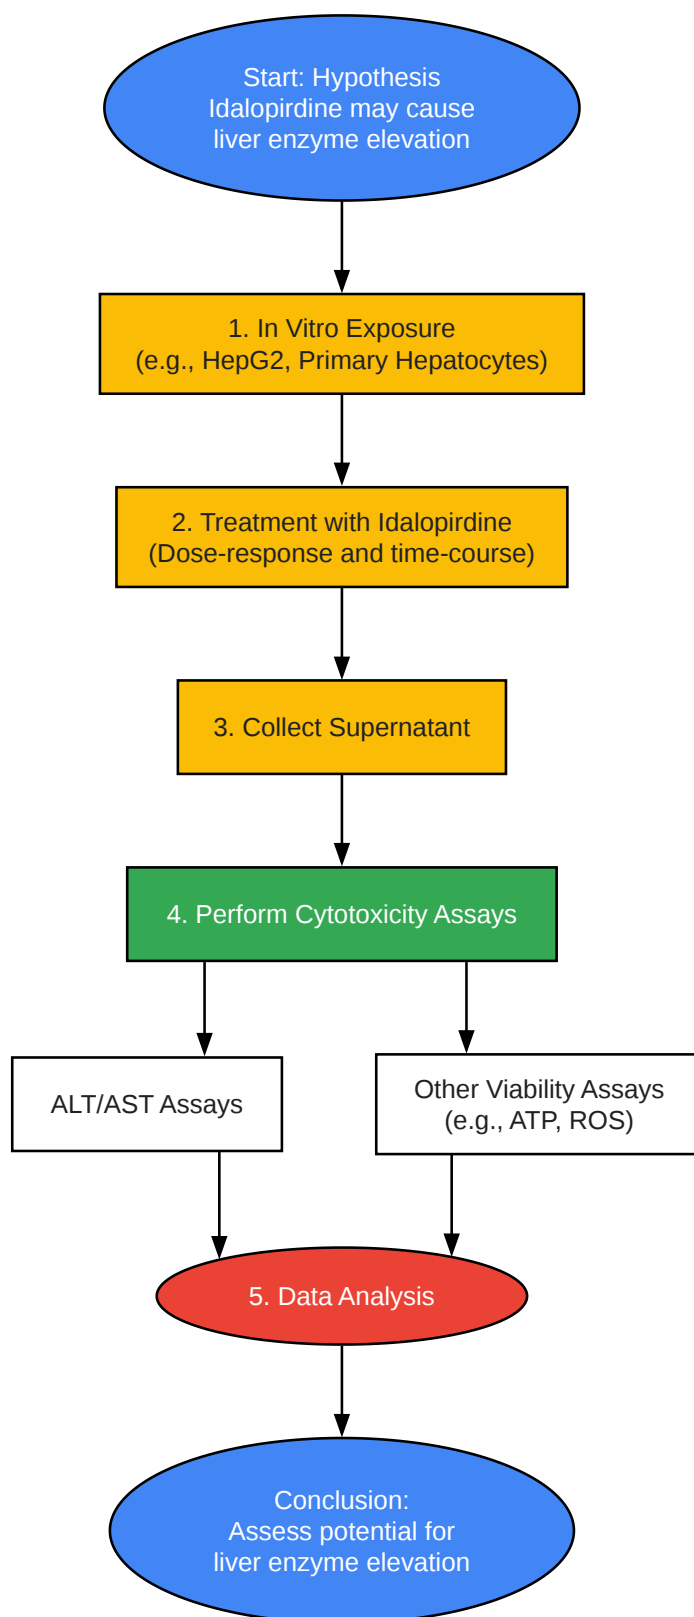 Start: Hypothesis
Idalopirdine may cause
liver enzyme elevation
1. In Vitro Exposure
(e.g., HepG2, Primary Hepatocytes)
2. Treatment with Idalopirdine
(Dose-response and time-course)
3. Collect Supernatant
4. Perform Cytotoxicity Assays
ALT/AST Assays
Other Viability Assays
(e.g., ATP, ROS)
5. Data Analysis
Conclusion:
Assess potential for
liver enzyme elevation